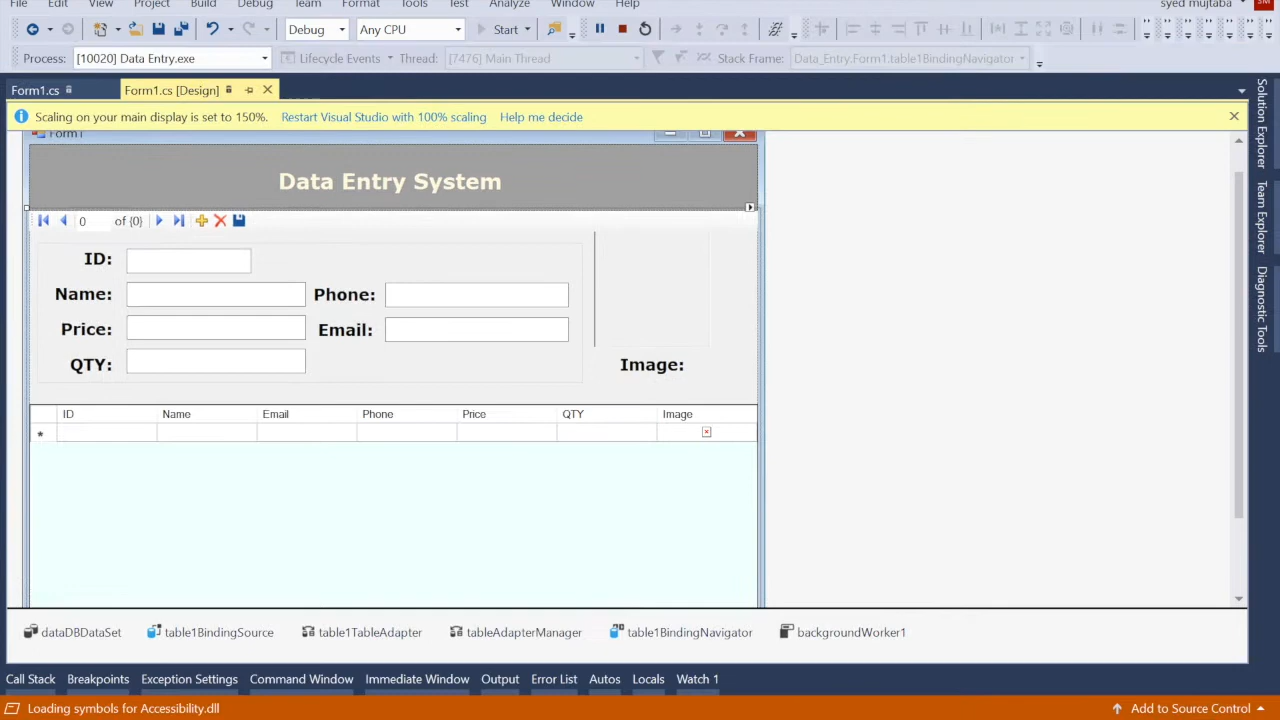 File Edit View Project Build Debug Team Format Tools Test Analyze Window Help syed mujtaba SM
Debug Any CPU Start
Process: [10020] Data Entry.exe Lifecycle Events Thread: [7476] Main Thread Stack Frame: Data_Entry.Form1.table1BindingNavigator
Form1.cs Form1.cs [Design]
Scaling on your main display is set to 150%. Restart Visual Studio with 100% scaling Help me decide
Form1
Data Entry System
0 of {0}
ID:
Name: Phone:
Price: Email:
QTY: Image:
ID Name Email Phone Price QTY Image
dataDBDataSet table1BindingSource table1TableAdapter tableAdapterManager table1BindingNavigator backgroundWorker1
Call Stack Breakpoints Exception Settings Command Window Immediate Window Output Error List Autos Locals Watch 1
Loading symbols for Accessibility.dll Add to Source Control
Solution Explorer
Team Explorer
Diagnostic Tools